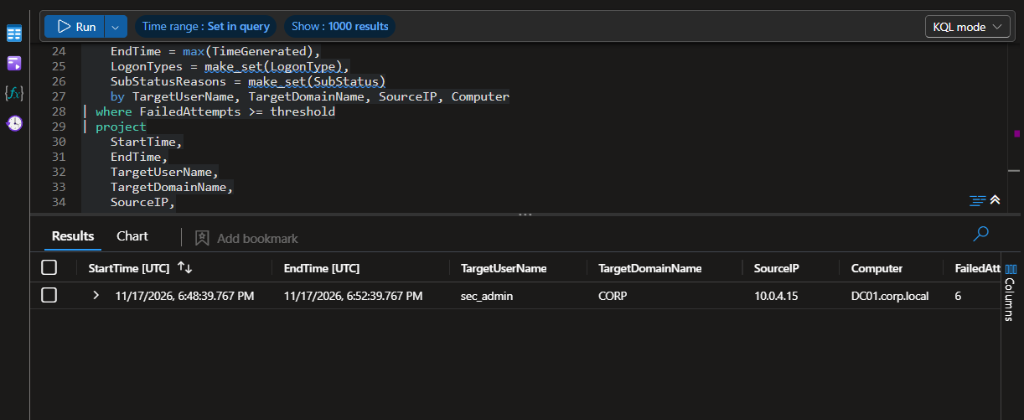 Run
Time range : Set in query
Show : 1000 results
KQL mode
24 EndTime = max(TimeGenerated),
25 LogonTypes = make_set(LogonType),
26 SubStatusReasons = make_set(SubStatus)
27 by TargetUserName, TargetDomainName, SourceIP, Computer
28 | where FailedAttempts >= threshold
29 | project
30 StartTime,
31 EndTime,
32 TargetUserName,
33 TargetDomainName,
34 SourceIP,
Results Chart Add bookmark
StartTime [UTC] EndTime [UTC] TargetUserName TargetDomainName SourceIP Computer FailedAtt
11/17/2026, 6:48:39.767 PM 11/17/2026, 6:52:39.767 PM sec_admin CORP 10.0.4.15 DC01.corp.local 6
Columns